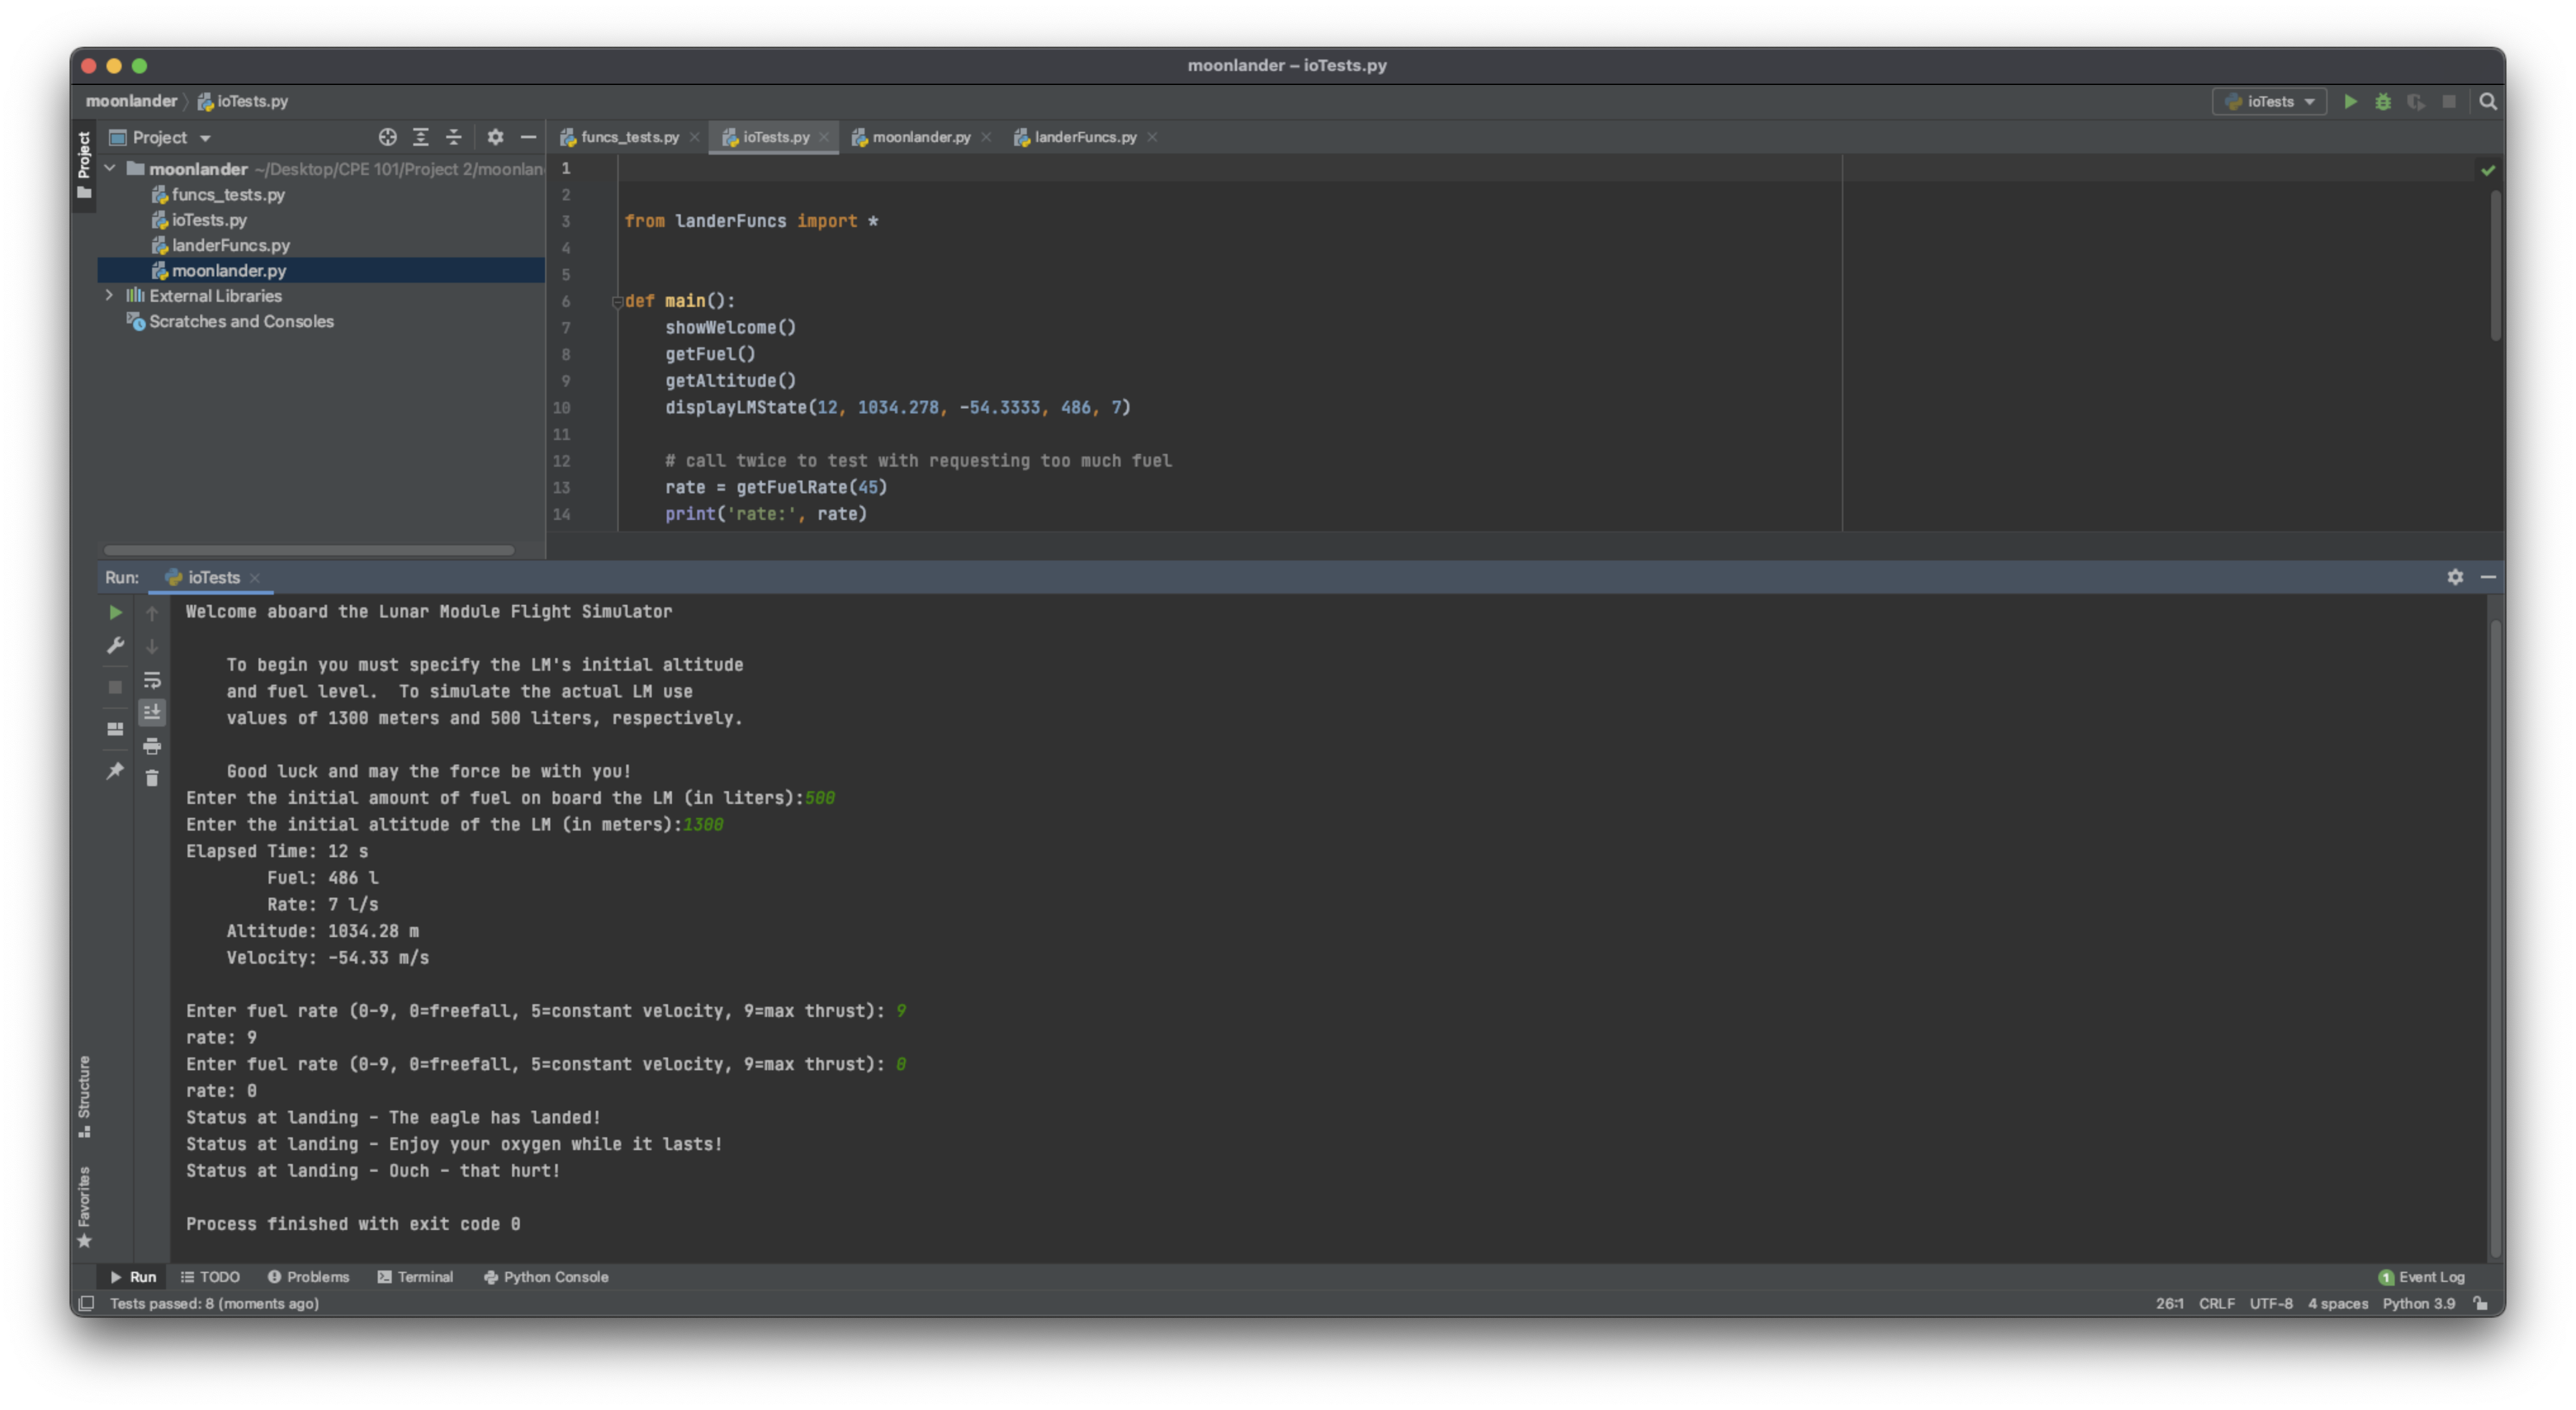 moonlander – ioTests.py
moonlander ioTests.py
ioTests
Project
Project
funcs_tests.py
ioTests.py
moonlander.py
landerFuncs.py
moonlander ~/Desktop/CPE 101/Project 2/moonlan
funcs_tests.py
ioTests.py
landerFuncs.py
moonlander.py
External Libraries
Scratches and Consoles
1
2
3 from landerFuncs import *
4
5
6 def main():
7 showWelcome()
8 getFuel()
9 getAltitude()
10 displayLMState(12, 1034.278, -54.3333, 486, 7)
11
12 # call twice to test with requesting too much fuel
13 rate = getFuelRate(45)
14 print('rate:', rate)
Run: ioTests
Welcome aboard the Lunar Module Flight Simulator
To begin you must specify the LM's initial altitude
and fuel level.  To simulate the actual LM use
values of 1300 meters and 500 liters, respectively.
Good luck and may the force be with you!
Enter the initial amount of fuel on board the LM (in liters):500
Enter the initial altitude of the LM (in meters):1300
Elapsed Time: 12 s
Fuel: 486 l
Rate: 7 l/s
Altitude: 1034.28 m
Velocity: -54.33 m/s
Enter fuel rate (0-9, 0=freefall, 5=constant velocity, 9=max thrust): 9
rate: 9
Enter fuel rate (0-9, 0=freefall, 5=constant velocity, 9=max thrust): 0
rate: 0
Status at landing - The eagle has landed!
Status at landing - Enjoy your oxygen while it lasts!
Status at landing - Ouch - that hurt!
Process finished with exit code 0
Structure
Favorites
Run TODO Problems Terminal Python Console
1 Event Log
Tests passed: 8 (moments ago)
26:1 CRLF UTF-8 4 spaces Python 3.9